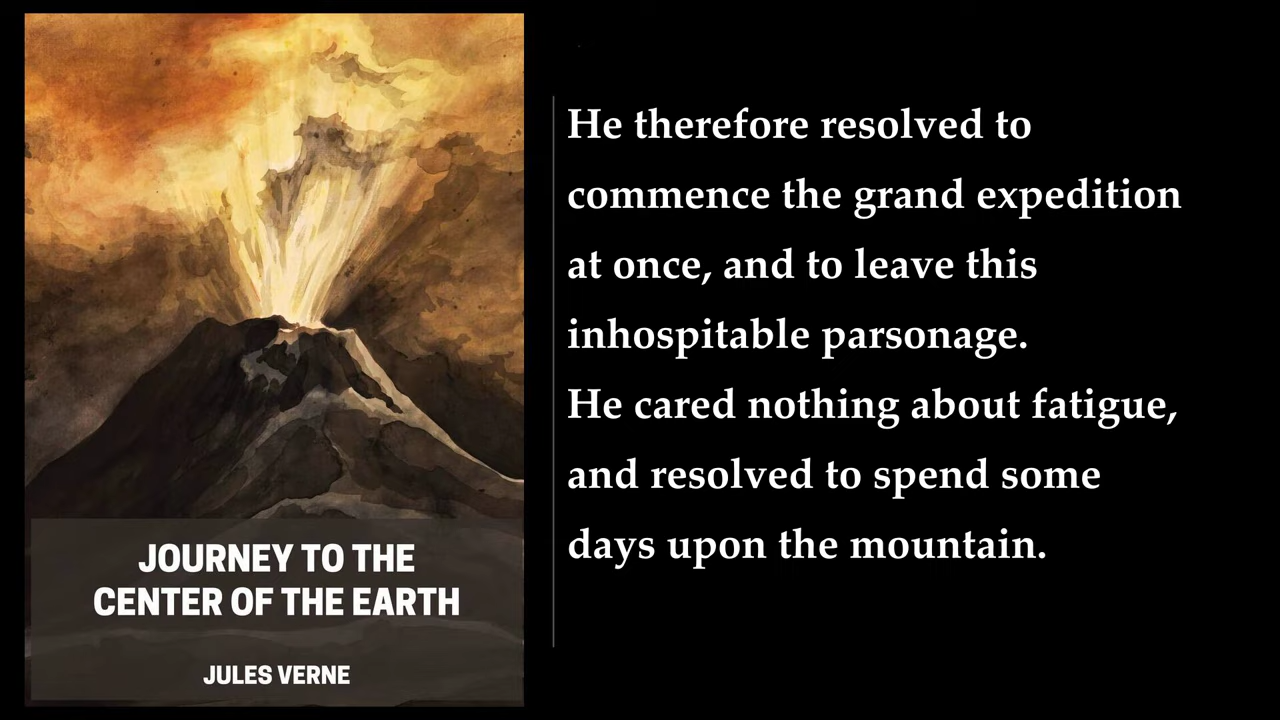 JOURNEY TO THE
CENTER OF THE EARTH
JULES VERNE
He therefore resolved to
commence the grand expedition
at once, and to leave this
inhospitable parsonage.
He cared nothing about fatigue,
and resolved to spend some
days upon the mountain.